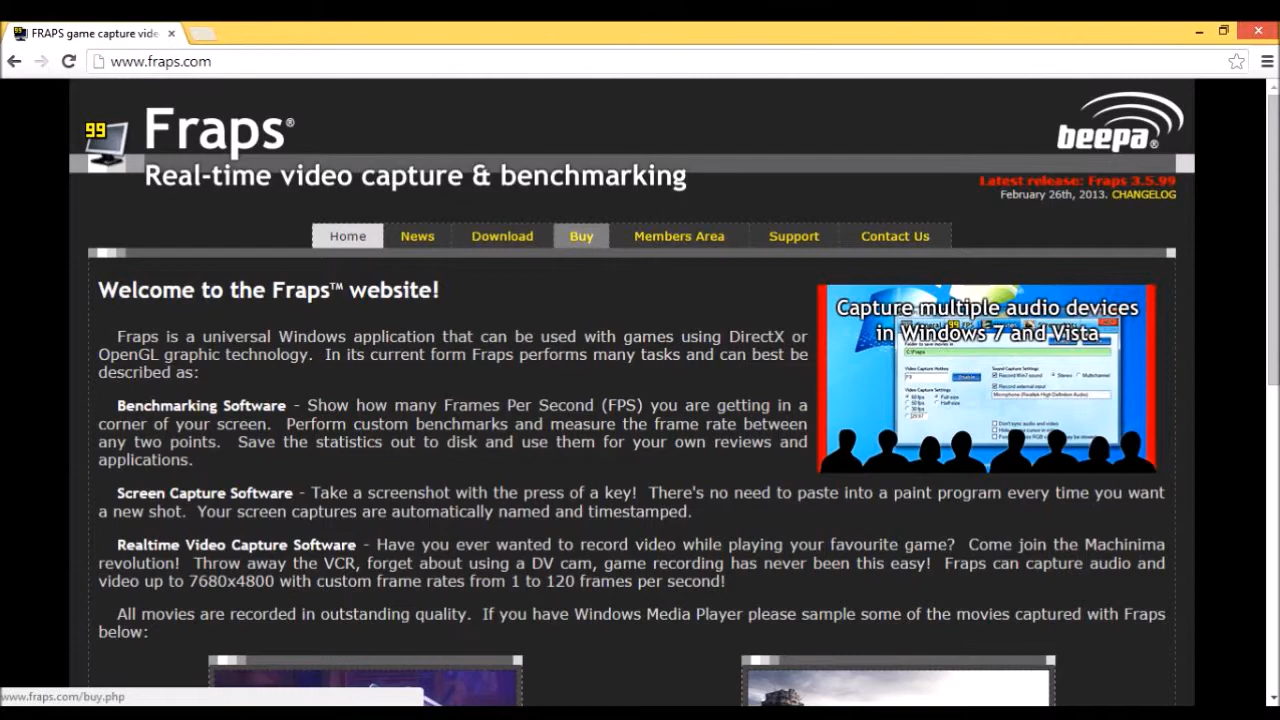 FRAPS game capture vide
www.fraps.com
99
Fraps®
beepa®
Real-time video capture & benchmarking
Latest release: Fraps 3.5.99
February 26th, 2013. CHANGELOG
Home News Download Buy Members Area Support Contact Us
Welcome to the Fraps™ website!
Capture multiple audio devices
in Windows 7 and Vista
Fraps is a universal Windows application that can be used with games using DirectX or
OpenGL graphic technology. In its current form Fraps performs many tasks and can best be
described as:
Benchmarking Software - Show how many Frames Per Second (FPS) you are getting in a
corner of your screen. Perform custom benchmarks and measure the frame rate between
any two points. Save the statistics out to disk and use them for your own reviews and
applications.
Screen Capture Software - Take a screenshot with the press of a key! There's no need to paste into a paint program every time you want
a new shot. Your screen captures are automatically named and timestamped.
Realtime Video Capture Software - Have you ever wanted to record video while playing your favourite game? Come join the Machinima
revolution! Throw away the VCR, forget about using a DV cam, game recording has never been this easy! Fraps can capture audio and
video up to 7680x4800 with custom frame rates from 1 to 120 frames per second!
All movies are recorded in outstanding quality. If you have Windows Media Player please sample some of the movies captured with Fraps
below:
www.fraps.com/buy.php